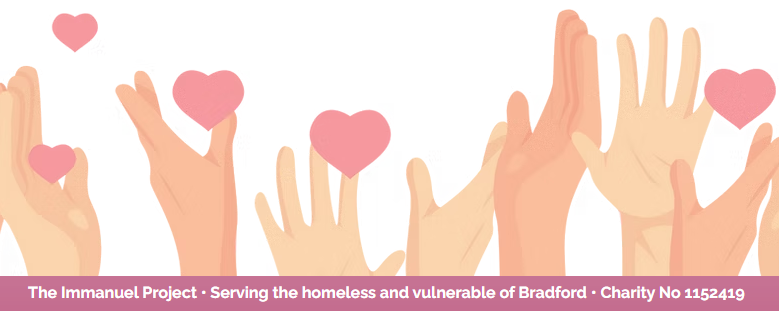 The Immanuel Project • Serving the homeless and vulnerable of Bradford • Charity No 1152419